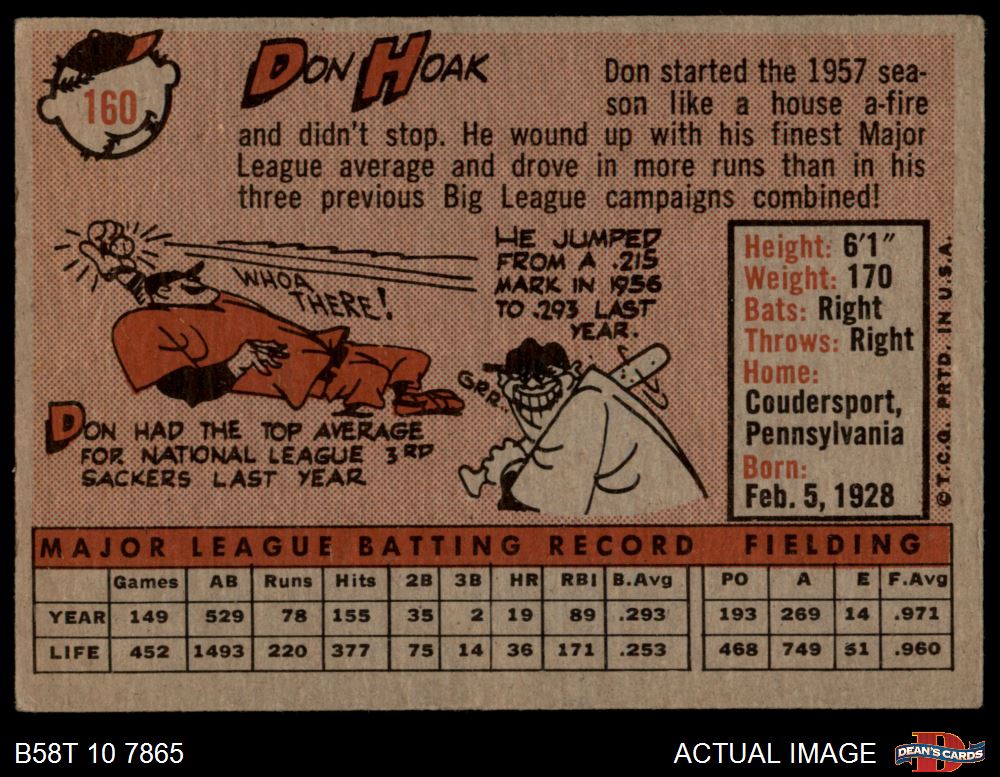 160
DON HOAK
Don started the 1957 sea-
son like a house a-fire
and didn't stop. He wound up with his finest Major
League average and drove in more runs than in his
three previous Big League campaigns combined!
WHOA
THERE!
HE JUMPED
FROM A .215
MARK IN 1956
TO .293 LAST
YEAR.
GRR..
DON HAD THE TOP AVERAGE
FOR NATIONAL LEAGUE 3RD
SACKERS LAST YEAR
Height: 6'1"
Weight: 170
Bats: Right
Throws: Right
Home:
Coudersport,
Pennsylvania
Born:
Feb. 5, 1928
© T.C.G. PRTD. IN U.S.A.
MAJOR LEAGUE BATTING RECORD FIELDING
Games AB Runs Hits 2B 3B HR RBI B.Avg PO A E F.Avg
YEAR 149 529 78 155 35 2 19 89 .293 193 269 14 .971
LIFE 452 1493 220 377 75 14 36 171 .253 468 749 51 .960
B58T 10 7865
ACTUAL IMAGE
D
DEAN'S CARDS